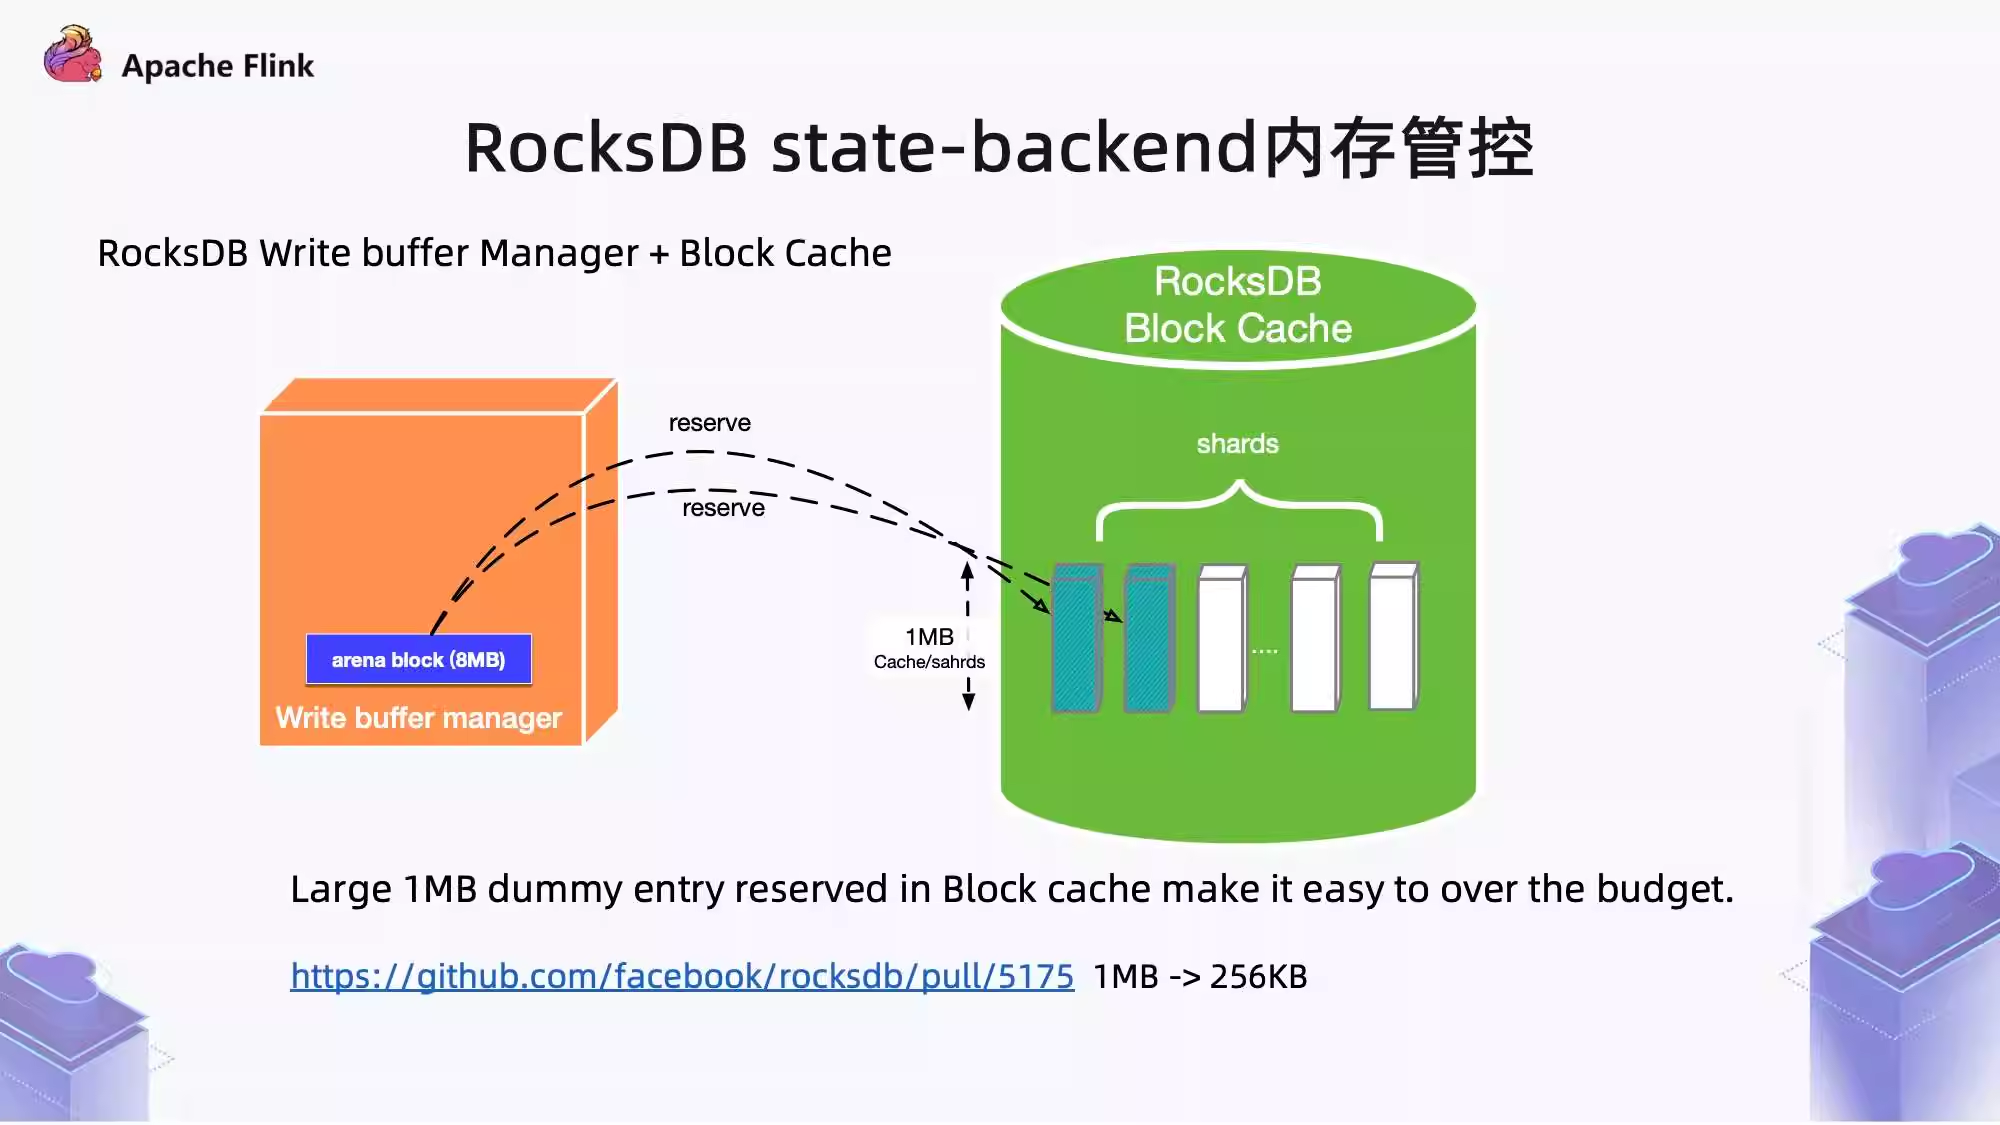 Apache Flink
RocksDB state-backend内存管控
RocksDB Write buffer Manager + Block Cache
RocksDB
Block Cache
reserve
reserve
shards
arena block (8MB)
Write buffer manager
1MB
Cache/sahrds
....
Large 1MB dummy entry reserved in Block cache make it easy to over the budget.
https://github.com/facebook/rocksdb/pull/5175 1MB -> 256KB